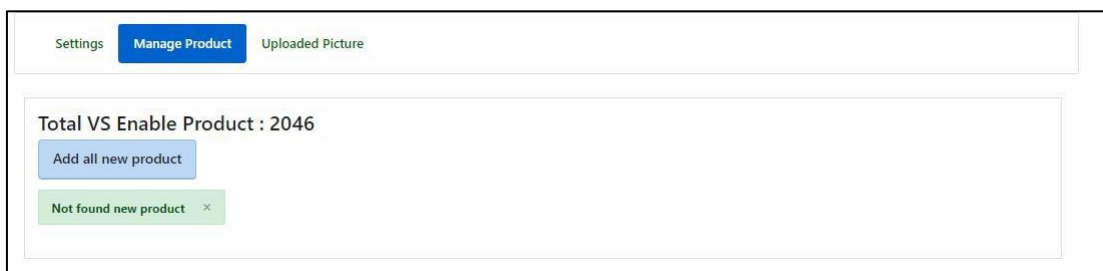 Settings Manage Product Uploaded Picture
Total VS Enable Product : 2046
Add all new product
Not found new product ×